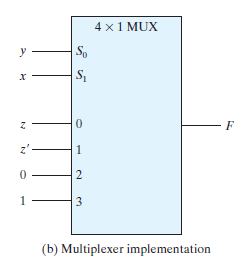 4 × 1 MUX
y S₀
x S₁
z 0
F
z' 1
0 2
1 3
(b) Multiplexer implementation